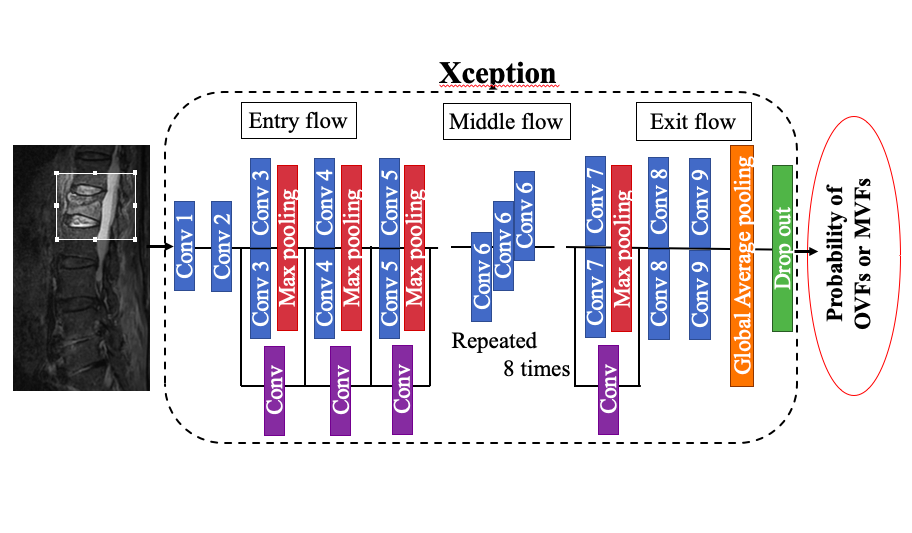 Xception
Entry flow
Middle flow
Exit flow
Conv 1
Conv 2
Conv 3
Conv 3
Max pooling
Conv
Conv 4
Conv 4
Max pooling
Conv
Conv 5
Conv 5
Max pooling
Conv
Conv 6
Conv 6
Conv 6
Repeated
8 times
Conv 7
Conv 7
Max pooling
Conv
Conv 8
Conv 8
Conv 9
Conv 9
Global Average pooling
Drop out
Probability of
OVFs or MVFs